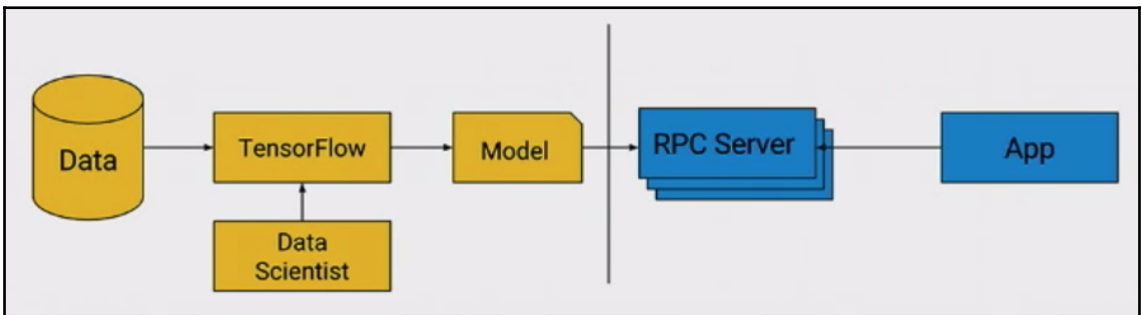 Data
TensorFlow
Model
RPC Server
App
Data
Scientist